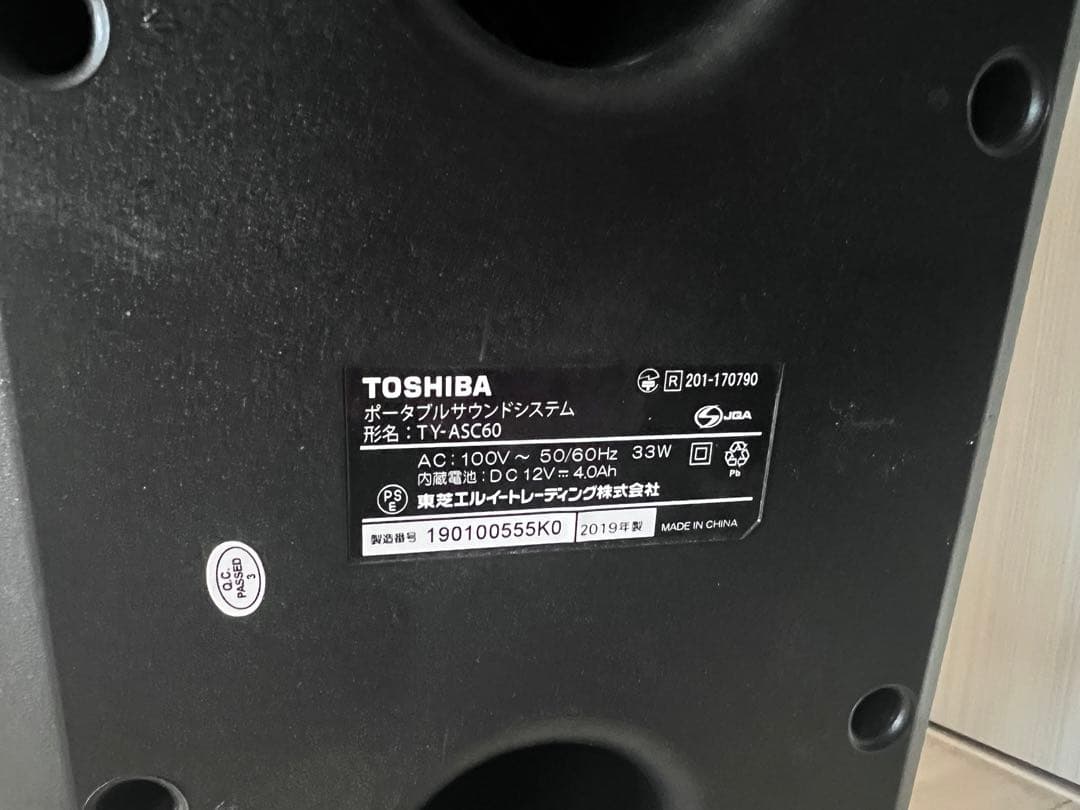 TOSHIBA
R 201-170790
ポータブルサウンドシステム
JQA
形名：TY-ASC60
AC：100V～ 50/60Hz 33W
内蔵電池：DC 12V⎓4.0Ah
Pb
PSE
東芝エルイートレーディング株式会社
製造番号 190100555K0 2019年製 MADE IN CHINA
Q.C.
PASSED
3